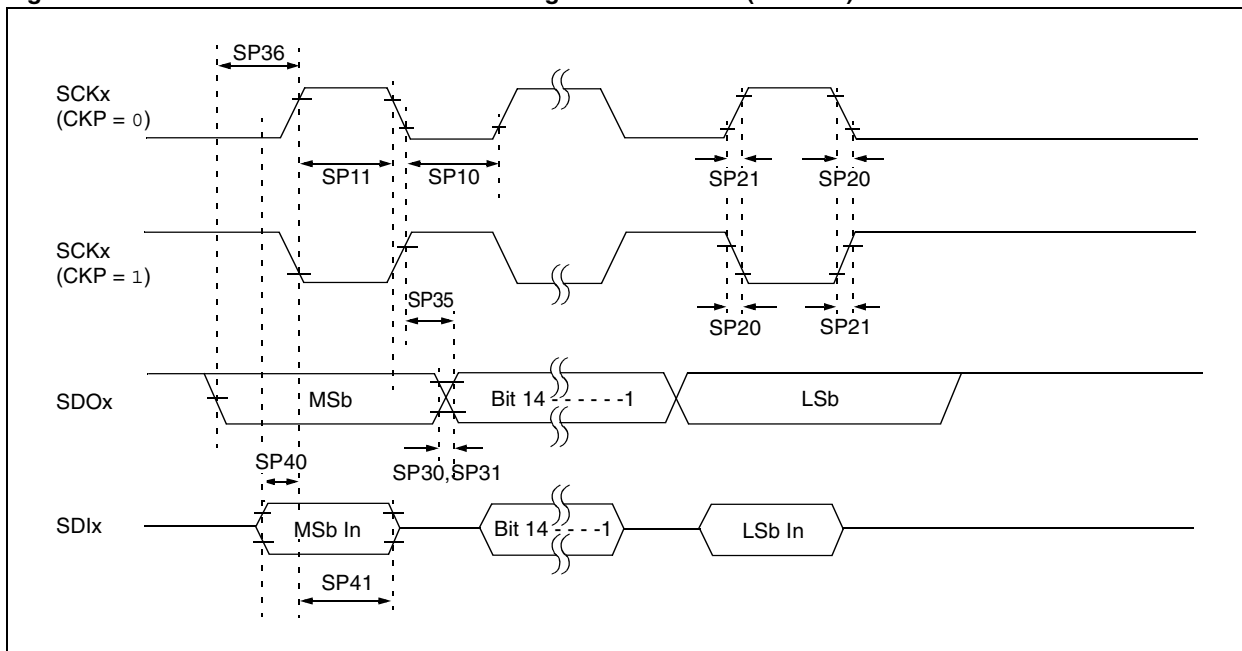 SP36
SCKx
(CKP = 0)
SP11
SP10
SP21
SP20
SCKx
(CKP = 1)
SP35
SP20
SP21
SDOx
MSb
Bit 14 - - - - - -1
LSb
SP30,SP31
SP40
SDIx
MSb In
Bit 14 - - - -1
LSb In
SP41